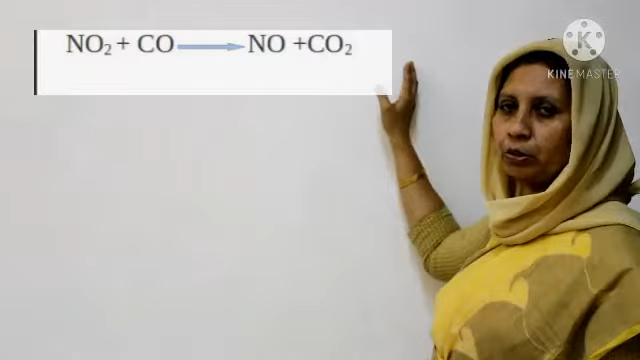 NO₂ + CO → NO +CO₂
K
KINEMASTER